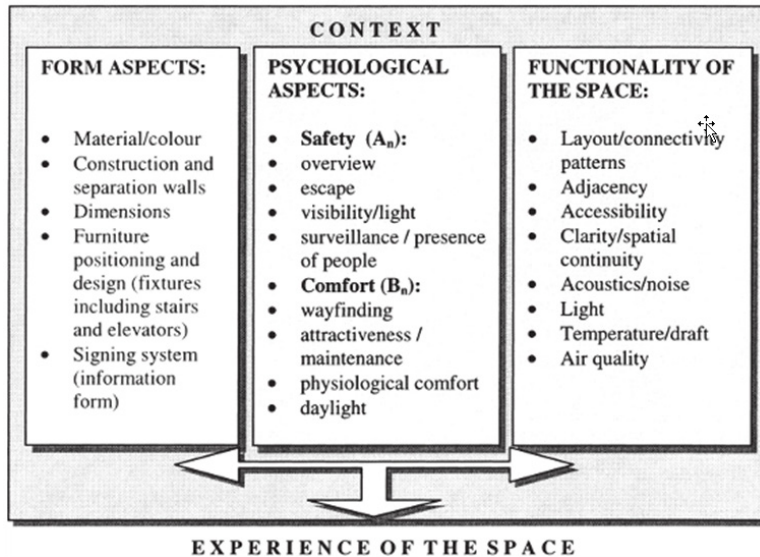 CONTEXT
FORM ASPECTS:
• Material/colour
• Construction and
separation walls
• Dimensions
• Furniture
positioning and
design (fixtures
including stairs
and elevators)
• Signing system
(information
form)
PSYCHOLOGICAL
ASPECTS:
• Safety (Aₙ):
• overview
• escape
• visibility/light
• surveillance / presence
of people
• Comfort (Bₙ):
• wayfinding
• attractiveness /
maintenance
• physiological comfort
• daylight
FUNCTIONALITY OF
THE SPACE:
• Layout/connectivity
patterns
• Adjacency
• Accessibility
• Clarity/spatial
continuity
• Acoustics/noise
• Light
• Temperature/draft
• Air quality
EXPERIENCE OF THE SPACE